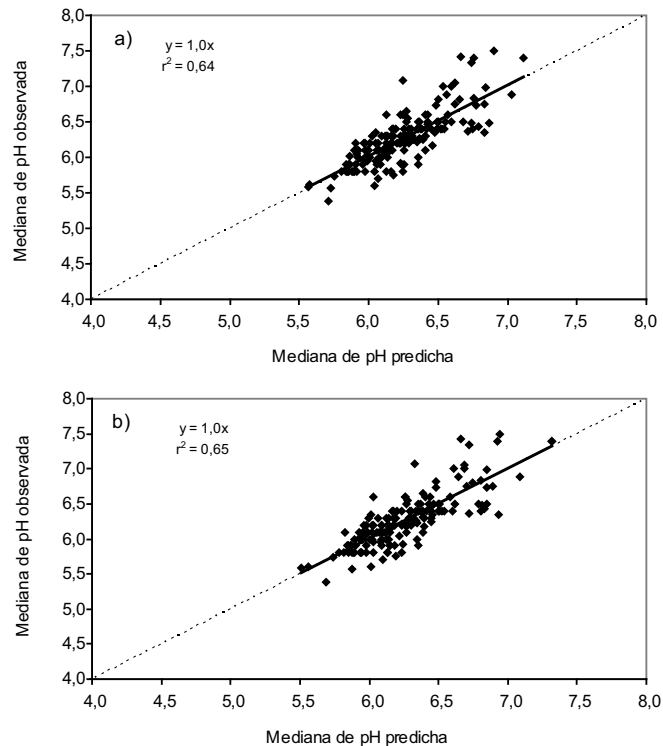 a)
y = 1,0x
r² = 0,64
Mediana de pH observada
8,0
7,5
7,0
6,5
6,0
5,5
5,0
4,5
4,0
4,0 4,5 5,0 5,5 6,0 6,5 7,0 7,5 8,0
Mediana de pH predicha
b)
y = 1,0x
r² = 0,65
Mediana de pH observada
8,0
7,5
7,0
6,5
6,0
5,5
5,0
4,5
4,0
4,0 4,5 5,0 5,5 6,0 6,5 7,0 7,5 8,0
Mediana de pH predicha